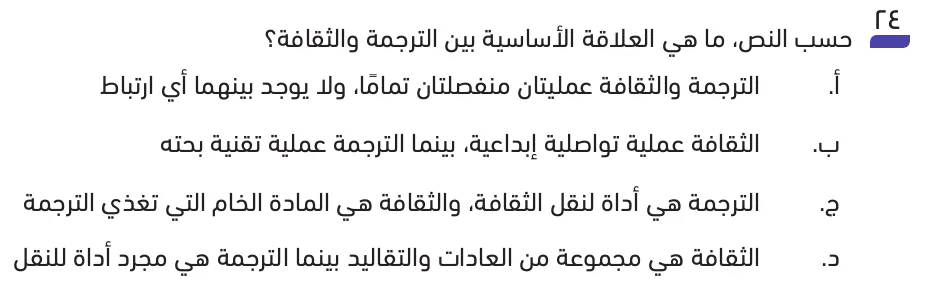 ٢٤ حسب النص، ما هي العلاقة الأساسية بين الترجمة والثقافة؟
أ. الترجمة والثقافة عمليتان منفصلتان تمامًا، ولا يوجد بينهما أي ارتباط
ب. الثقافة عملية تواصلية إبداعية، بينما الترجمة عملية تقنية بحته
ج. الترجمة هي أداة لنقل الثقافة، والثقافة هي المادة الخام التي تغذي الترجمة
د. الثقافة هي مجموعة من العادات والتقاليد بينما الترجمة هي مجرد أداة للنقل